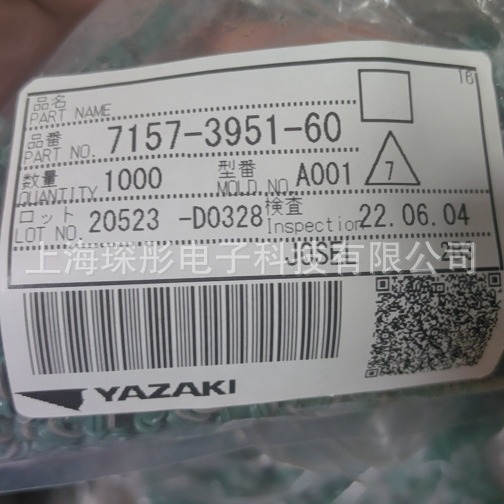 16
品名
PART NAME
品番
PART NO. 7157-3951-60
7
数量 型番
QUANTITY 1000 MOLD.NO A001
ロット 検査
LOT NO. 20523 -D0328 Inspection 22.06.04
上海琛彤电子科技有限公司
YAZAKI